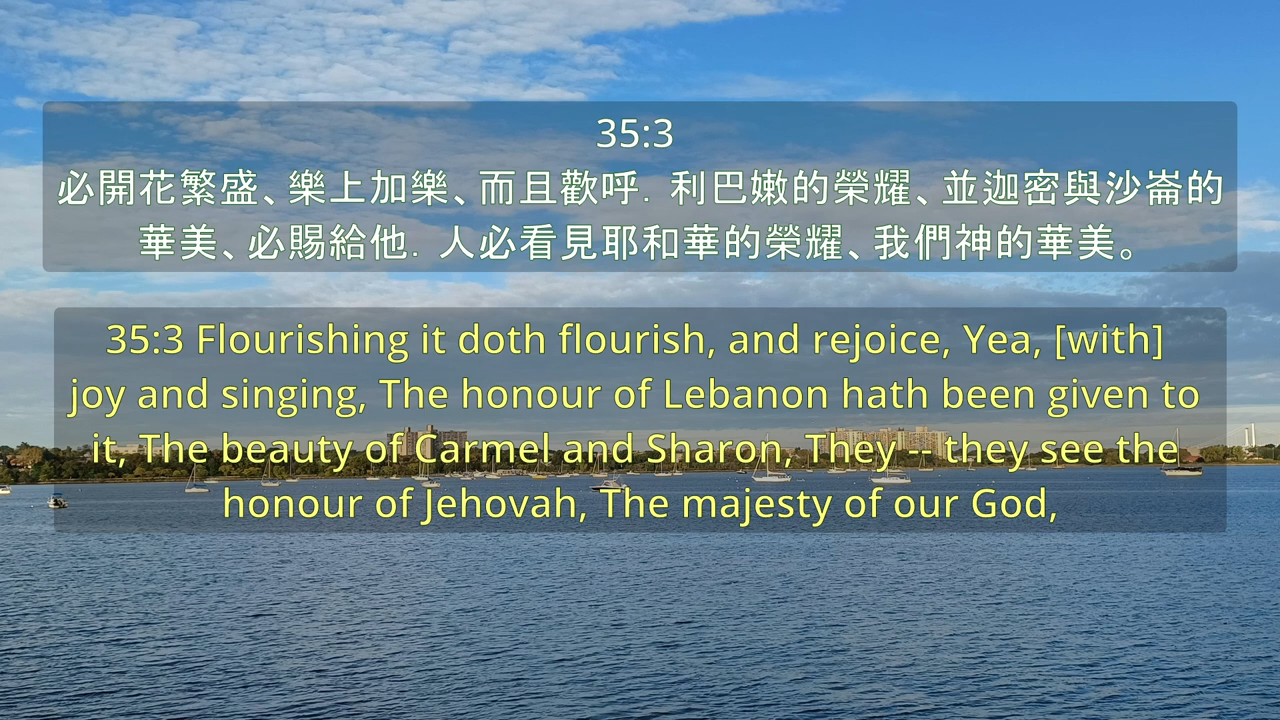 35:3
必開花繁盛、樂上加樂、而且歡呼. 利巴嫩的榮耀、並迦密與沙崙的
華美、必賜給他. 人必看見耶和華的榮耀、我們神的華美。
35:3 Flourishing it doth flourish, and rejoice, Yea, [with]
joy and singing, The honour of Lebanon hath been given to
it, The beauty of Carmel and Sharon, They -- they see the
honour of Jehovah, The majesty of our God,